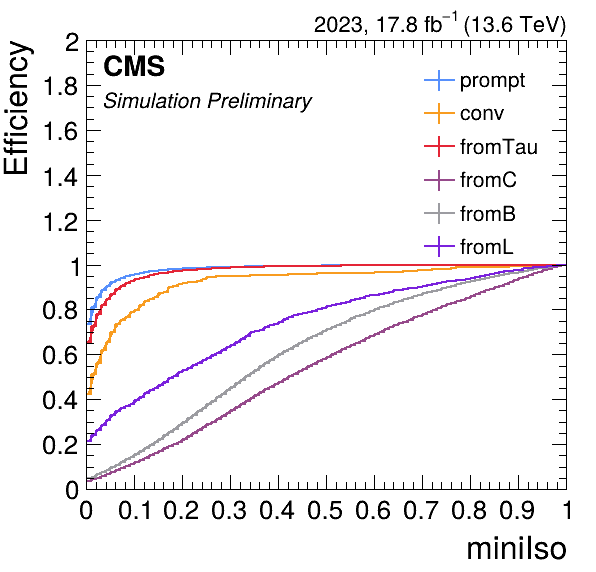 2023, 17.8 fb⁻¹ (13.6 TeV)
Efficiency
CMS
Simulation Preliminary
prompt
conv
fromTau
fromC
fromB
fromL
2
1.8
1.6
1.4
1.2
1
0.8
0.6
0.4
0.2
0
0 0.1 0.2 0.3 0.4 0.5 0.6 0.7 0.8 0.9 1
miniIso